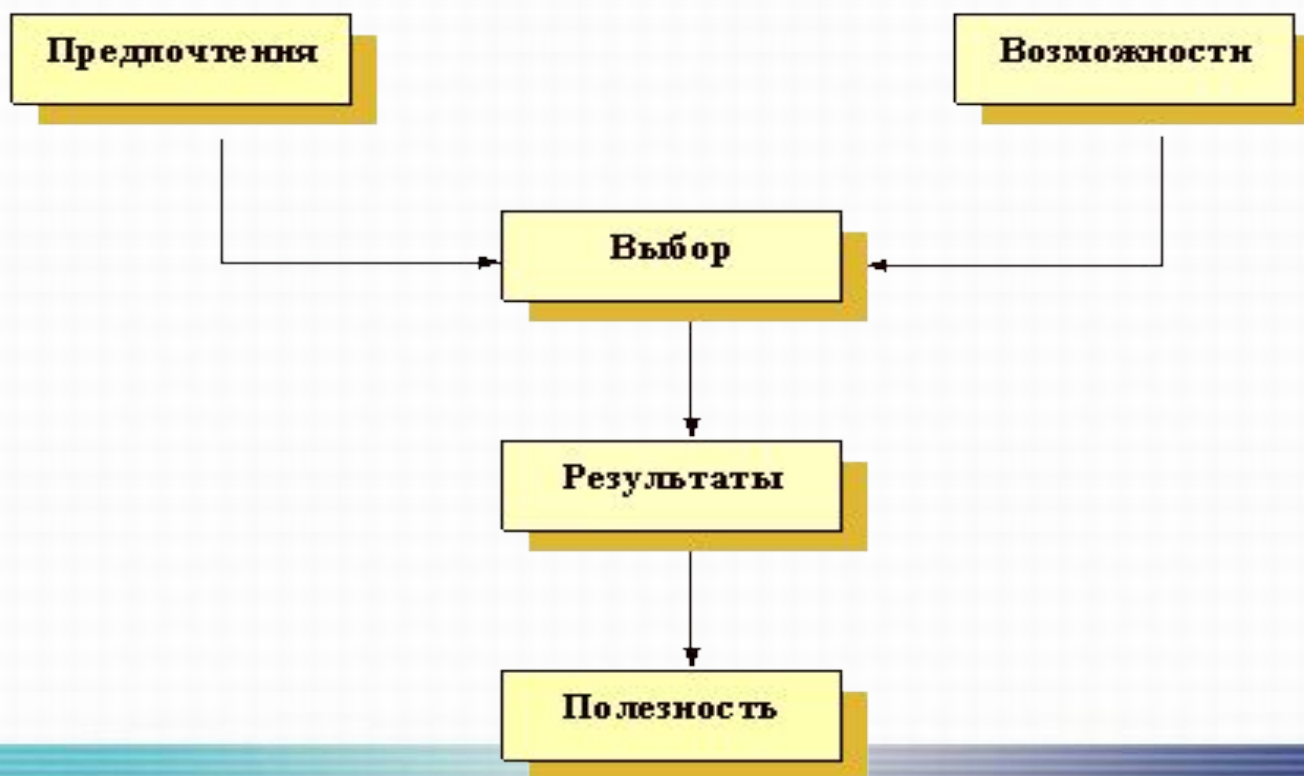 Предпочтения
Возможности
Выбор
Результаты
Полезность